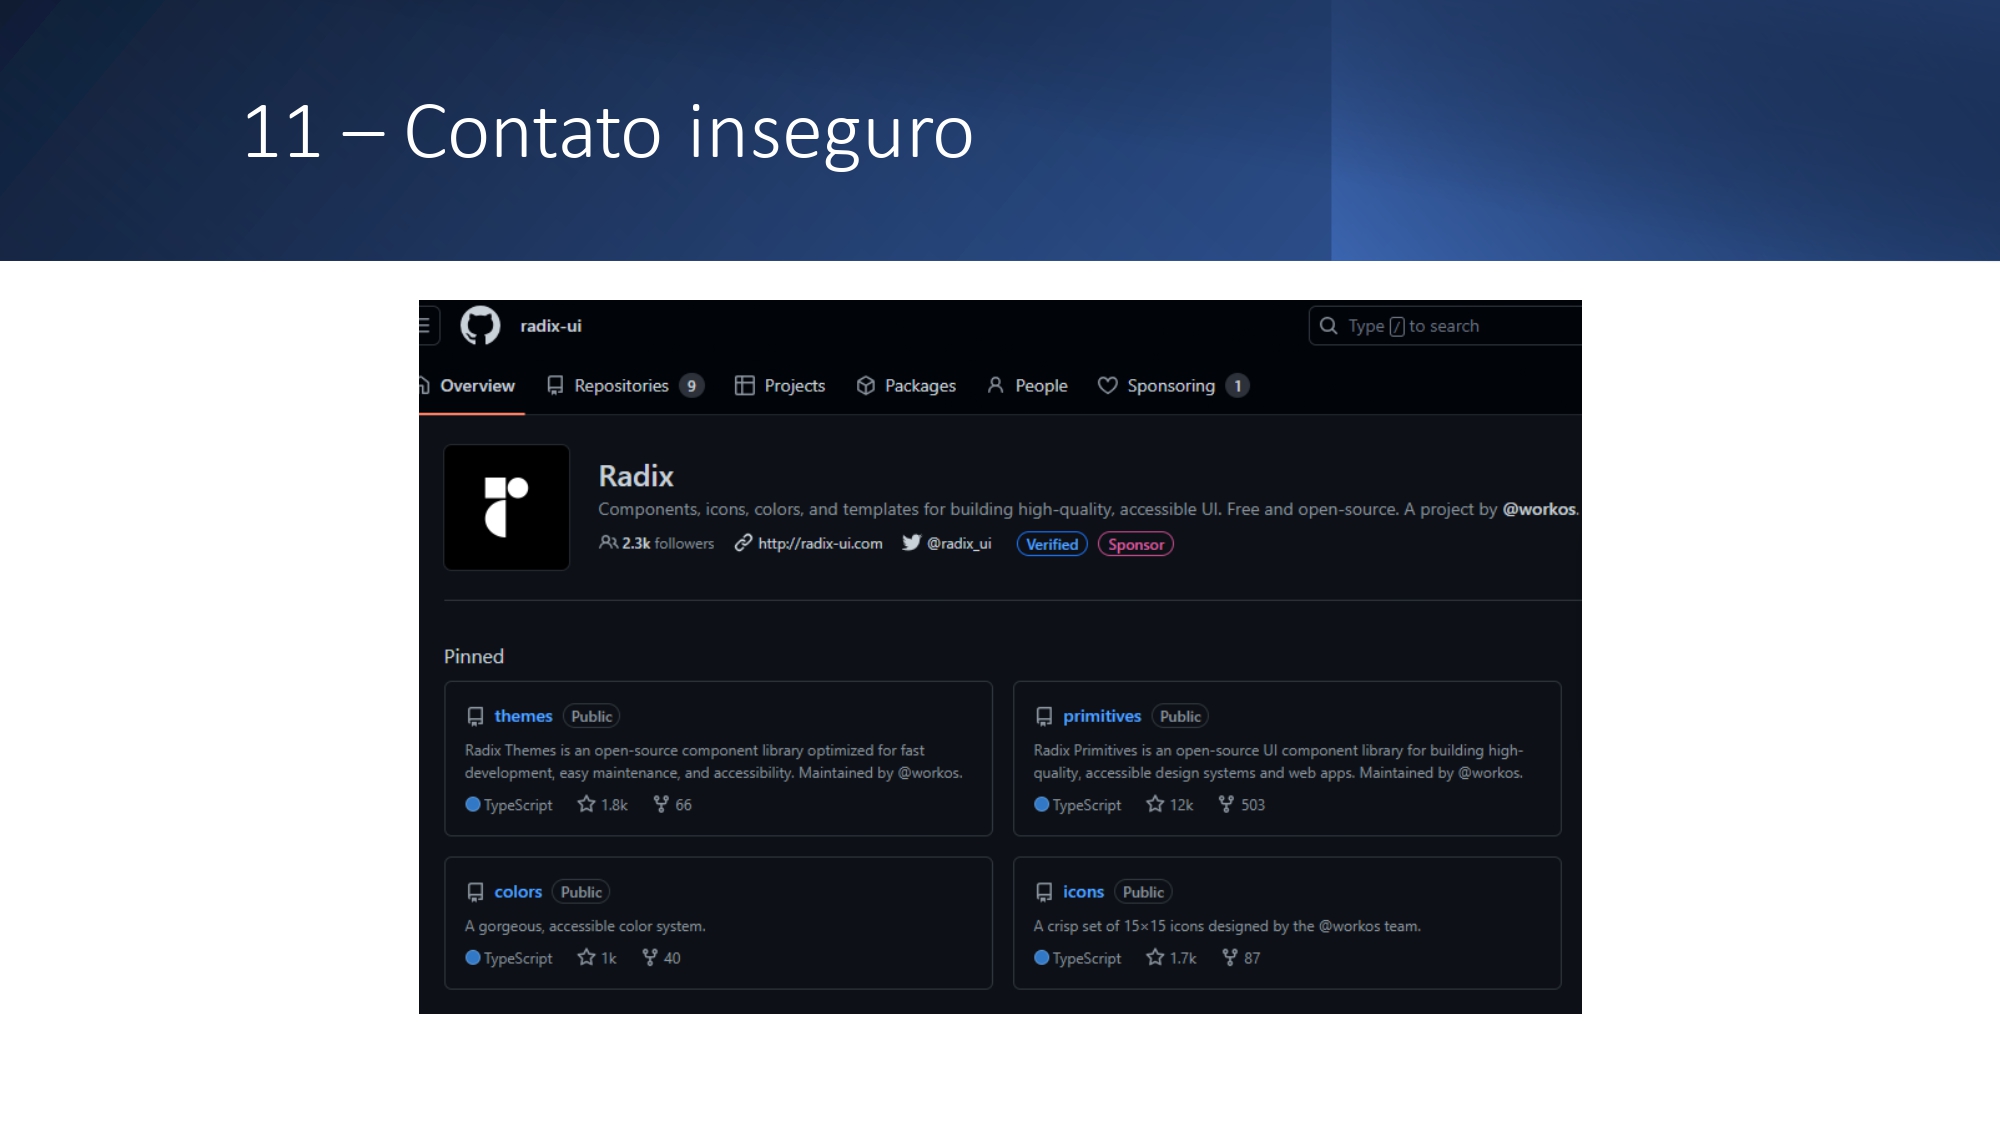 11 – Contato inseguro
radix-ui
Type / to search
Overview
Repositories 9
Projects
Packages
People
Sponsoring 1
Radix
Components, icons, colors, and templates for building high-quality, accessible UI. Free and open-source. A project by @workos.
2.3k followers
http://radix-ui.com
@radix_ui
Verified
Sponsor
Pinned
themes Public
Radix Themes is an open-source component library optimized for fast
development, easy maintenance, and accessibility. Maintained by @workos.
TypeScript 1.8k 66
primitives Public
Radix Primitives is an open-source UI component library for building high-
quality, accessible design systems and web apps. Maintained by @workos.
TypeScript 12k 503
colors Public
A gorgeous, accessible color system.
TypeScript 1k 40
icons Public
A crisp set of 15×15 icons designed by the @workos team.
TypeScript 1.7k 87